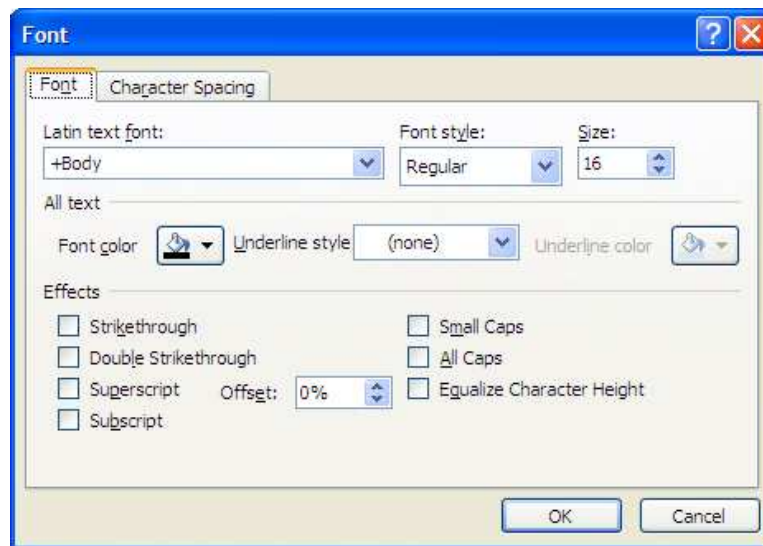 Font
Font Character Spacing
Latin text font: Font style: Size:
+Body Regular 16
All text
Font color Underline style (none) Underline color
Effects
Strikethrough Small Caps
Double Strikethrough All Caps
Superscript Offset: 0% Equalize Character Height
Subscript
OK Cancel